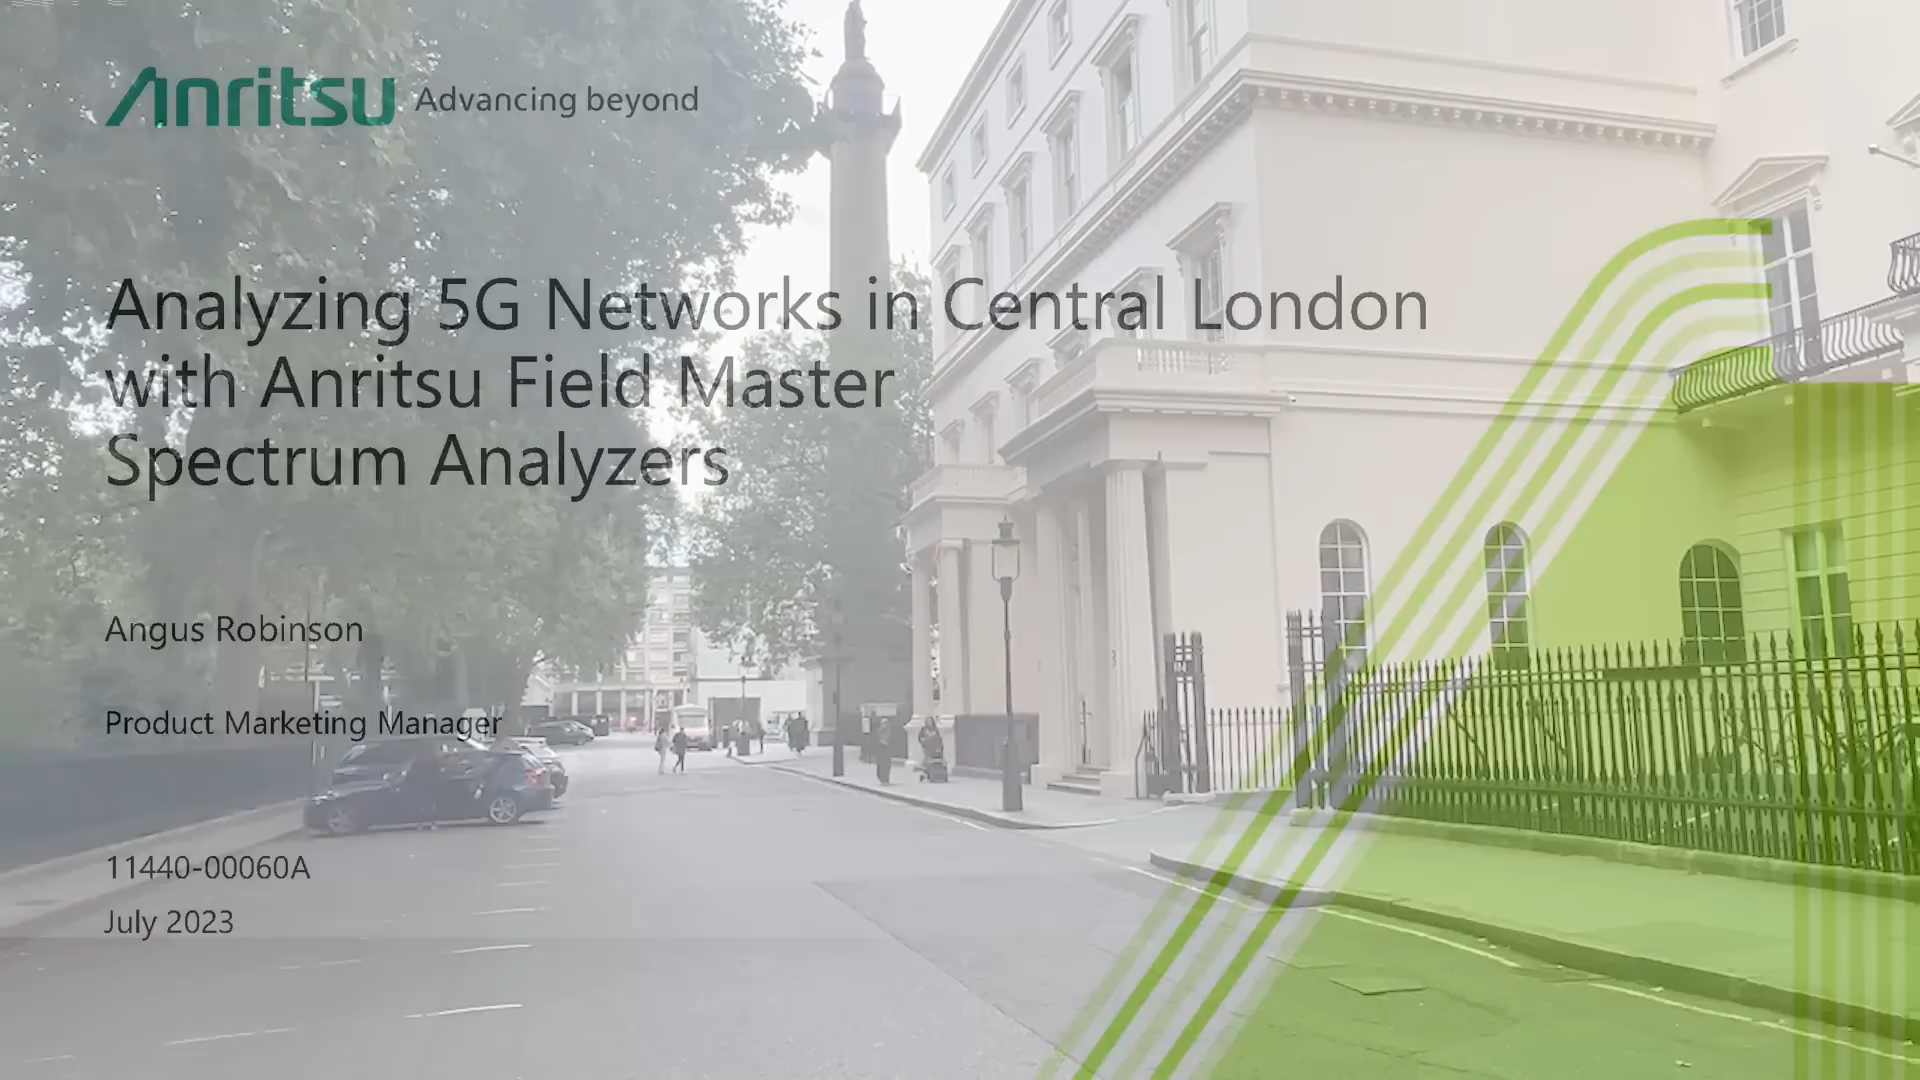 Anritsu Advancing beyond
Analyzing 5G Networks in Central London
with Anritsu Field Master
Spectrum Analyzers
Angus Robinson
Product Marketing Manager
11440-00060A
July 2023